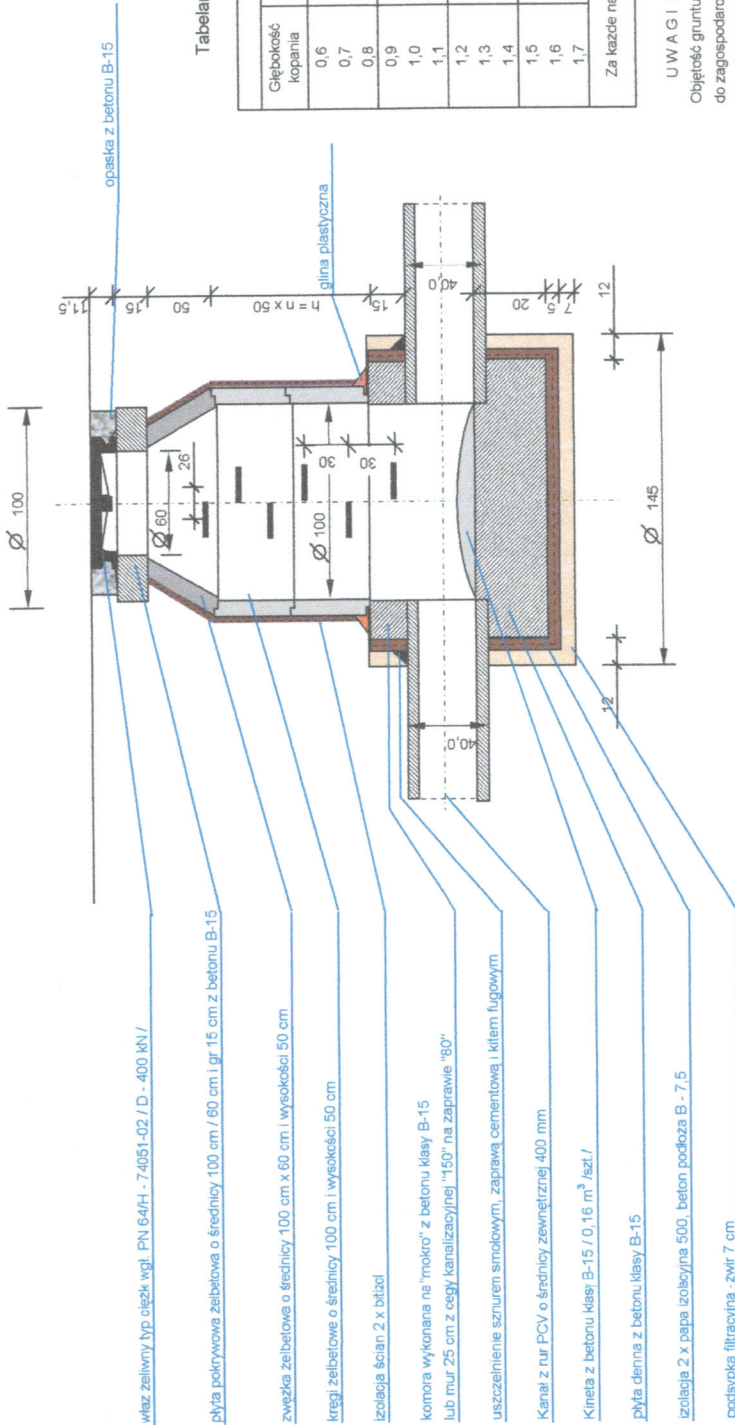 właz żeliwny typ ciężk wgł. PN 64/H - 74051-02 / D - 400 kN /
płyta pokrywowa żelbetowa o średnicy 100 cm / 60 cm i gr 15 cm z betonu B-15
zwężka żelbetowa o średnicy 100 cm x 60 cm i wysokości 50 cm
kręgi żelbetowe o średnicy 100 cm i wysokości 50 cm
izolacja ścian 2 x bitizol
komora wykonana na "mokro" z betonu klasy B-15
lub mur 25 cm z cegy kanalizacyjnej "150" na zaprawie "80"
uszczelnienie sznurem smołowym, zaprawą cementową i kitem fugowym
Kanał z rur PCV o średnicy zewnętrznej 400 mm
Kineta z betonu klasy B-15 / 0,16 m³ /szt./
płyta denna z betonu klasy B-15
izolacja 2 x papa izolacyjna 500, beton podłoża B - 7,5
podsypka filtracyjna - żwir 7 cm
Ø 100
Ø 60
26
Ø 100
30
30
40,0
40,0
12
12
Ø 145
11,5
15
50
h = n x 50
15
20
5
7
opaska z betonu B-15
glina plastyczna
Tabelar
Głębokość
kopania
0,6
0,7
0,8
0,9
1,0
1,1
1,2
1,3
1,4
1,5
1,6
1,7
Za każde na
U W A G I
Objętość gruntu
do zagospodaro